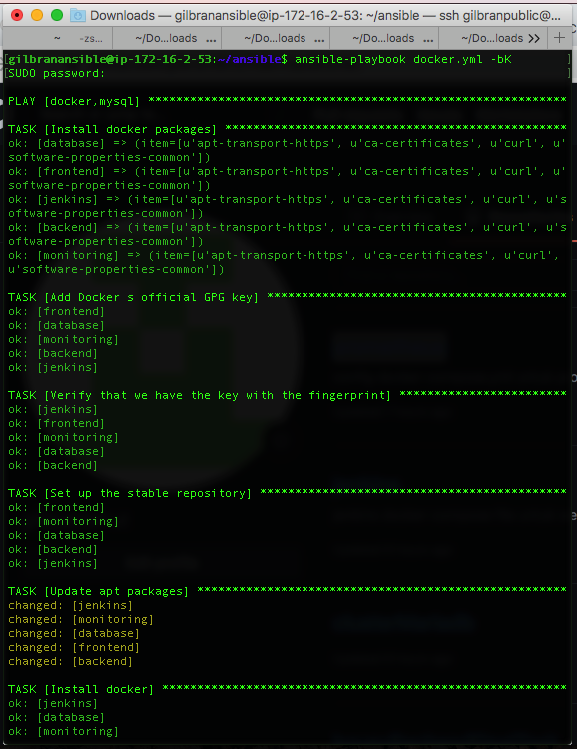 Downloads — gilbranansible@ip-172-16-2-53: ~/ansible — ssh gilbranpublic@...
~ -zs... ~/Do...loads ... ~/Do...loads ... ~/Do...loads ... ~/Do...loads
gilbranansible@ip-172-16-2-53:~/ansible$ ansible-playbook docker.yml -bK
[SUDO password:
PLAY [docker,mysql] *********************************************************
TASK [Install docker packages] **********************************************
ok: [database] => (item=[u'apt-transport-https', u'ca-certificates', u'curl', u'
software-properties-common'])
ok: [frontend] => (item=[u'apt-transport-https', u'ca-certificates', u'curl', u'
software-properties-common'])
ok: [jenkins] => (item=[u'apt-transport-https', u'ca-certificates', u'curl', u's
oftware-properties-common'])
ok: [backend] => (item=[u'apt-transport-https', u'ca-certificates', u'curl', u's
oftware-properties-common'])
ok: [monitoring] => (item=[u'apt-transport-https', u'ca-certificates', u'curl',
u'software-properties-common'])
TASK [Add Docker s official GPG key] ****************************************
ok: [frontend]
ok: [database]
ok: [monitoring]
ok: [backend]
ok: [jenkins]
TASK [Verify that we have the key with the fingerprint] *********************
ok: [jenkins]
ok: [frontend]
ok: [monitoring]
ok: [database]
ok: [backend]
TASK [Set up the stable repository] *****************************************
ok: [frontend]
ok: [monitoring]
ok: [database]
ok: [backend]
ok: [jenkins]
TASK [Update apt packages] **************************************************
changed: [jenkins]
changed: [monitoring]
changed: [database]
changed: [frontend]
changed: [backend]
TASK [Install docker] *******************************************************
ok: [jenkins]
ok: [database]
ok: [monitoring]